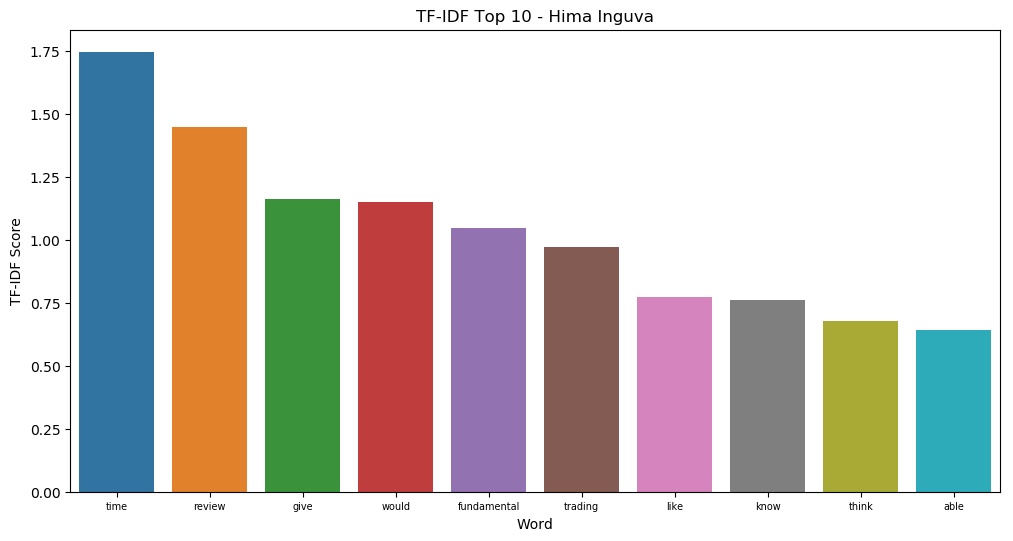 TF-IDF Top 10 - Hima Inguva
TF-IDF Score
1.75
1.50
1.25
1.00
0.75
0.50
0.25
0.00
time review give would fundamental trading like know think able
Word